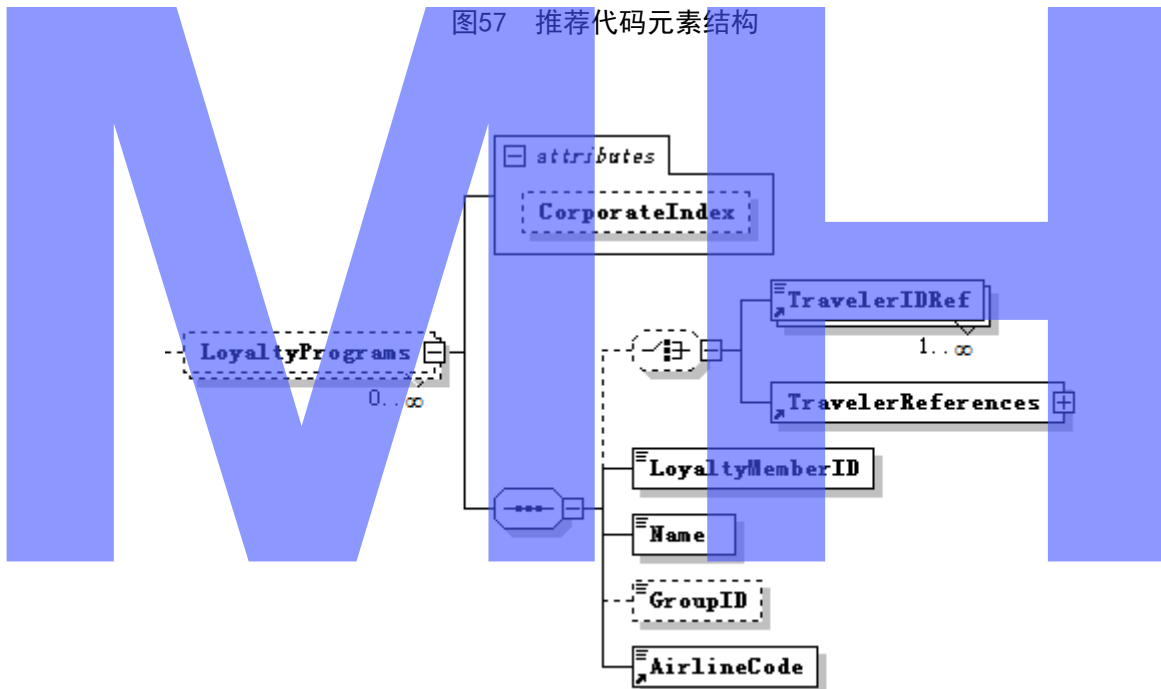 图57 推荐代码元素结构
attributes
CorporateIndex
TravelerIDRef
1..∞
LoyaltyPrograms
0..∞
TravelerReferences
LoyaltyMemberID
Name
GroupID
AirlineCode
MH